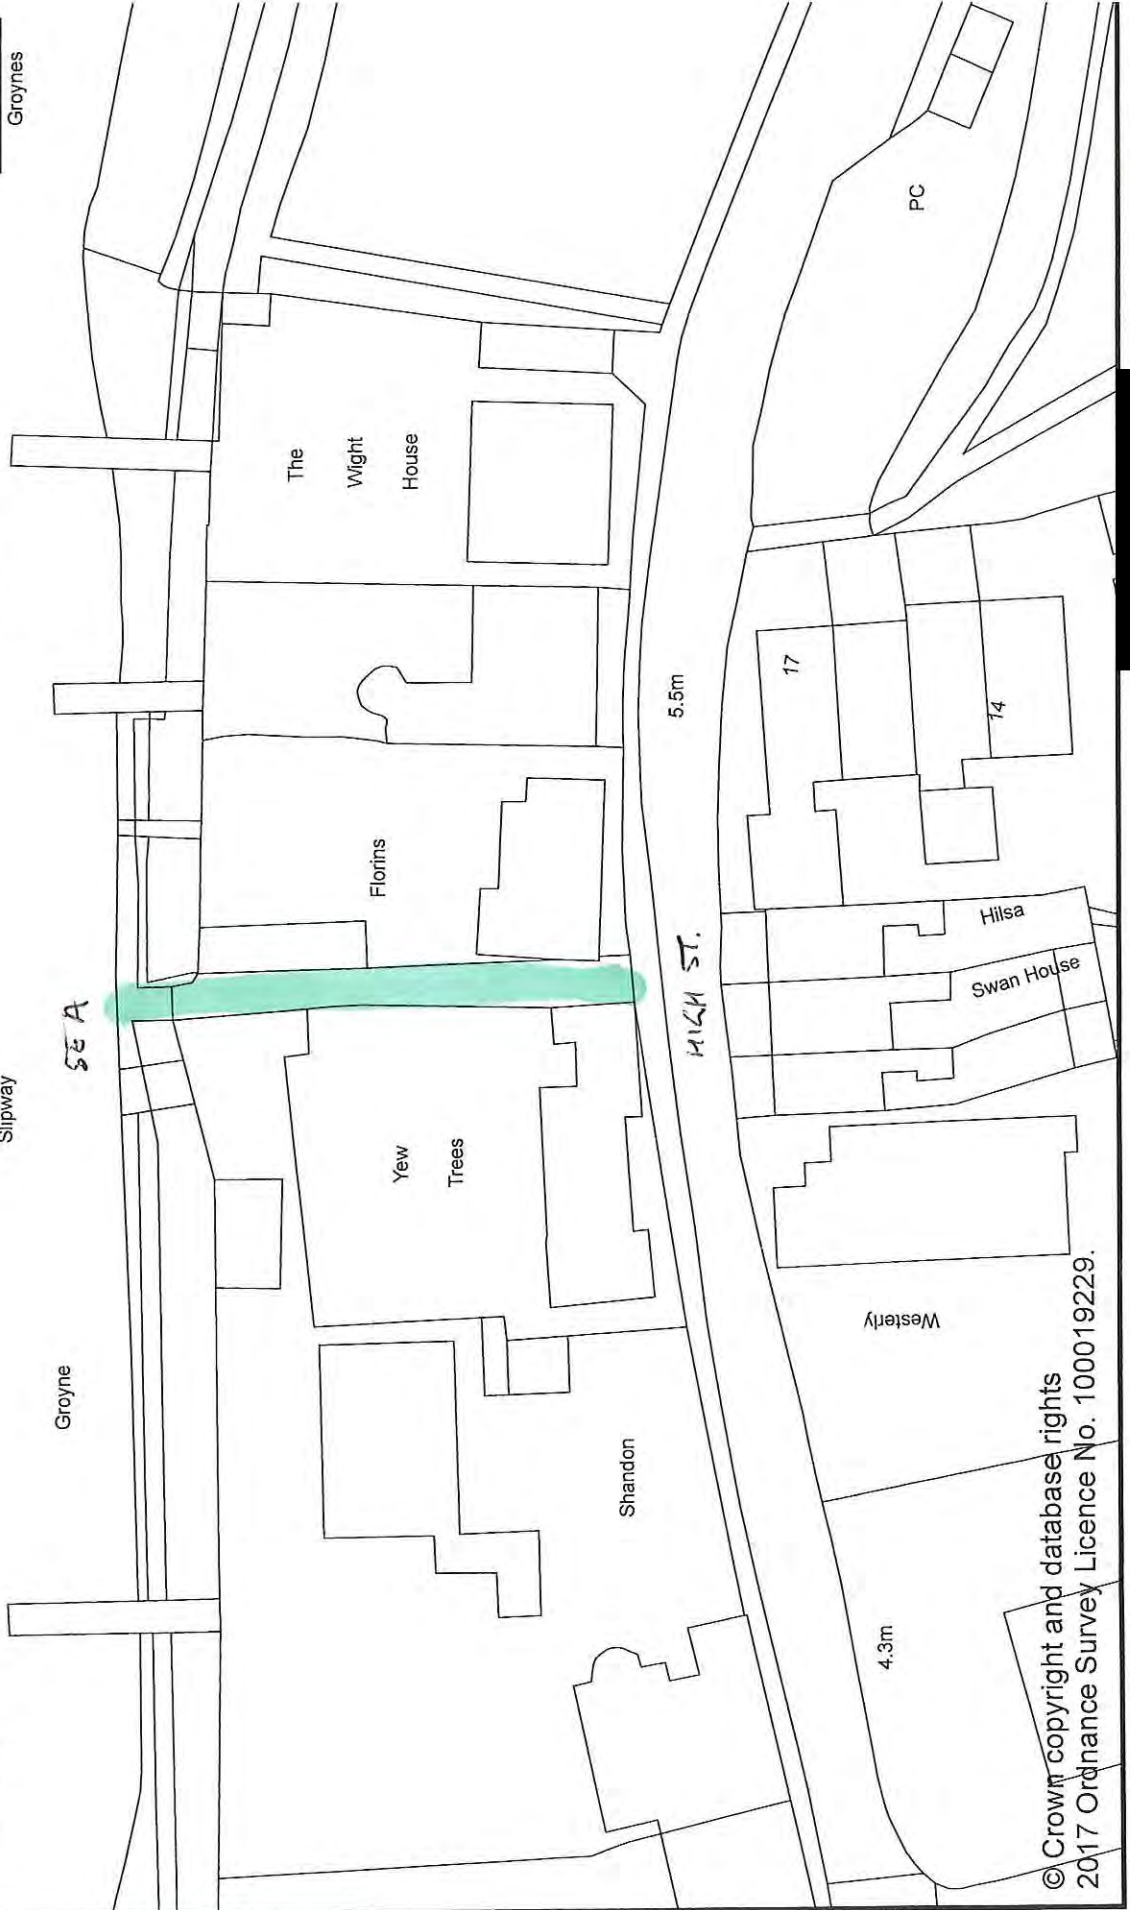 Groynes
Slipway
Groyne
SEA
The
Wight
House
Florins
Yew
Trees
Shandon
HIGH ST.
5.5m
4.3m
PC
17
14
Hilsa
Swan House
Westerly
© Crown copyright and database rights
2017 Ordnance Survey Licence No. 100019229.